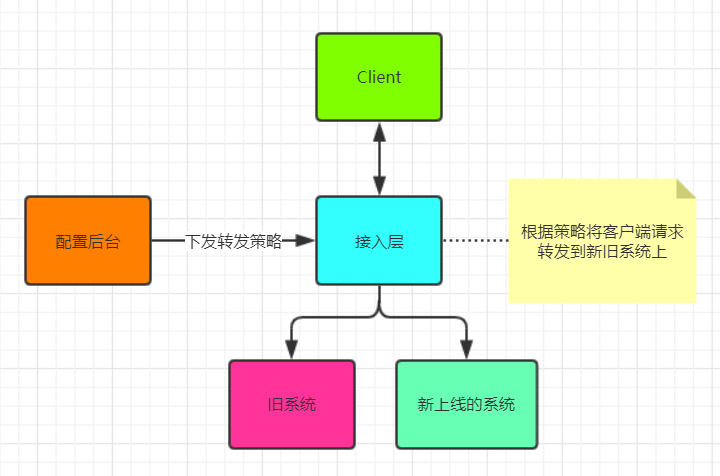 Client
配置后台
下发转发策略
接入层
根据策略将客户端请求
转发到新旧系统上
旧系统
新上线的系统